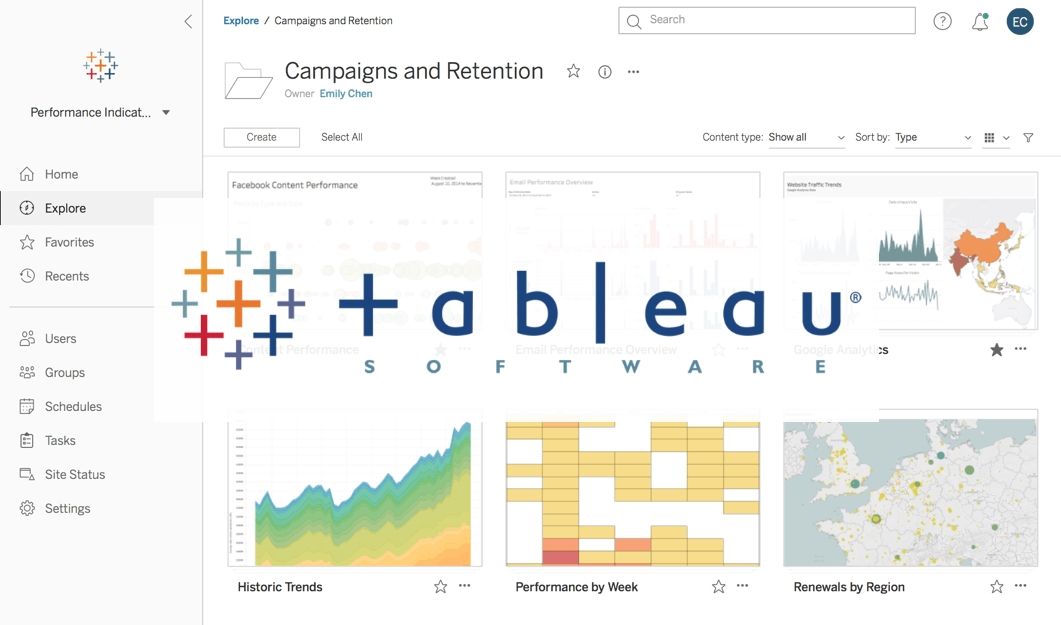 Explore / Campaigns and Retention
Search
?
EC
Campaigns and Retention
Owner Emily Chen
Performance Indicat...
Create
Select All
Content type: Show all
Sort by: Type
Home
Explore
Favorites
Recents
Users
Groups
Schedules
Tasks
Site Status
Settings
Facebook Content Performance
Email Performance Overview
Website Traffic Trends
tableau®
SOFTWARE
Content Performance
Email Performance Overview
Google Analytics
Historic Trends
Performance by Week
Renewals by Region